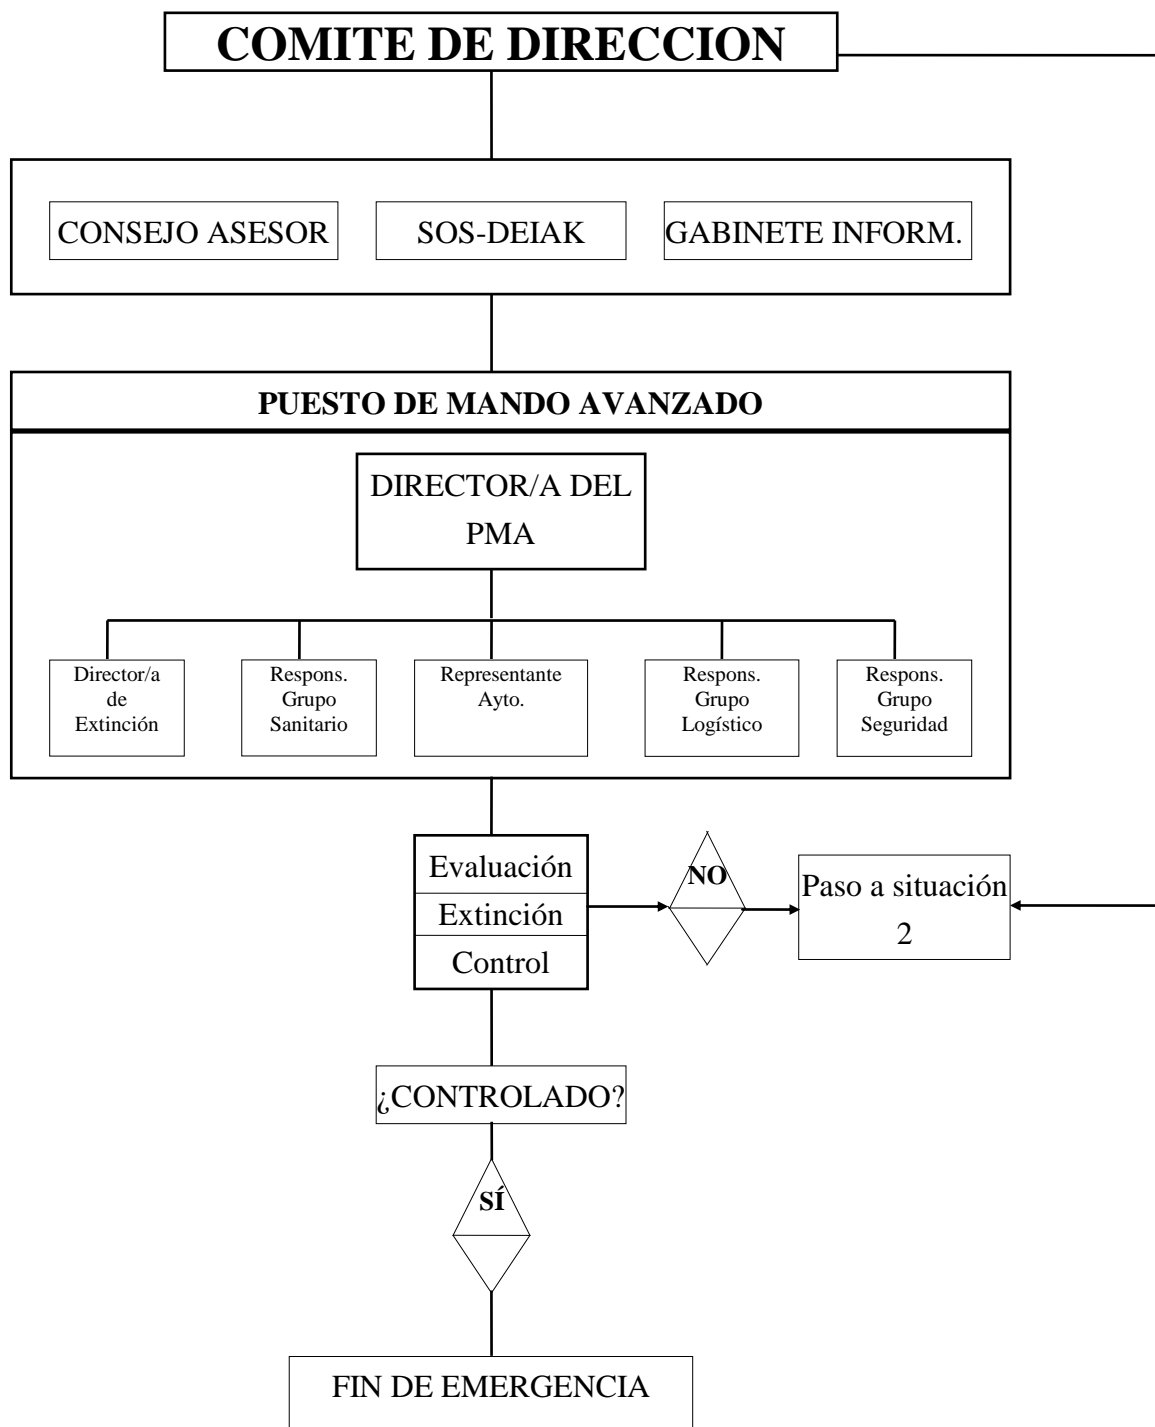 COMITE DE DIRECCION
CONSEJO ASESOR
SOS-DEIAK
GABINETE INFORM.
PUESTO DE MANDO AVANZADO
DIRECTOR/A DEL
PMA
Director/a
de
Extinción
Respons.
Grupo
Sanitario
Representante
Ayto.
Respons.
Grupo
Logístico
Respons.
Grupo
Seguridad
Evaluación
Extinción
Control
NO
Paso a situación
2
¿CONTROLADO?
SÍ
FIN DE EMERGENCIA